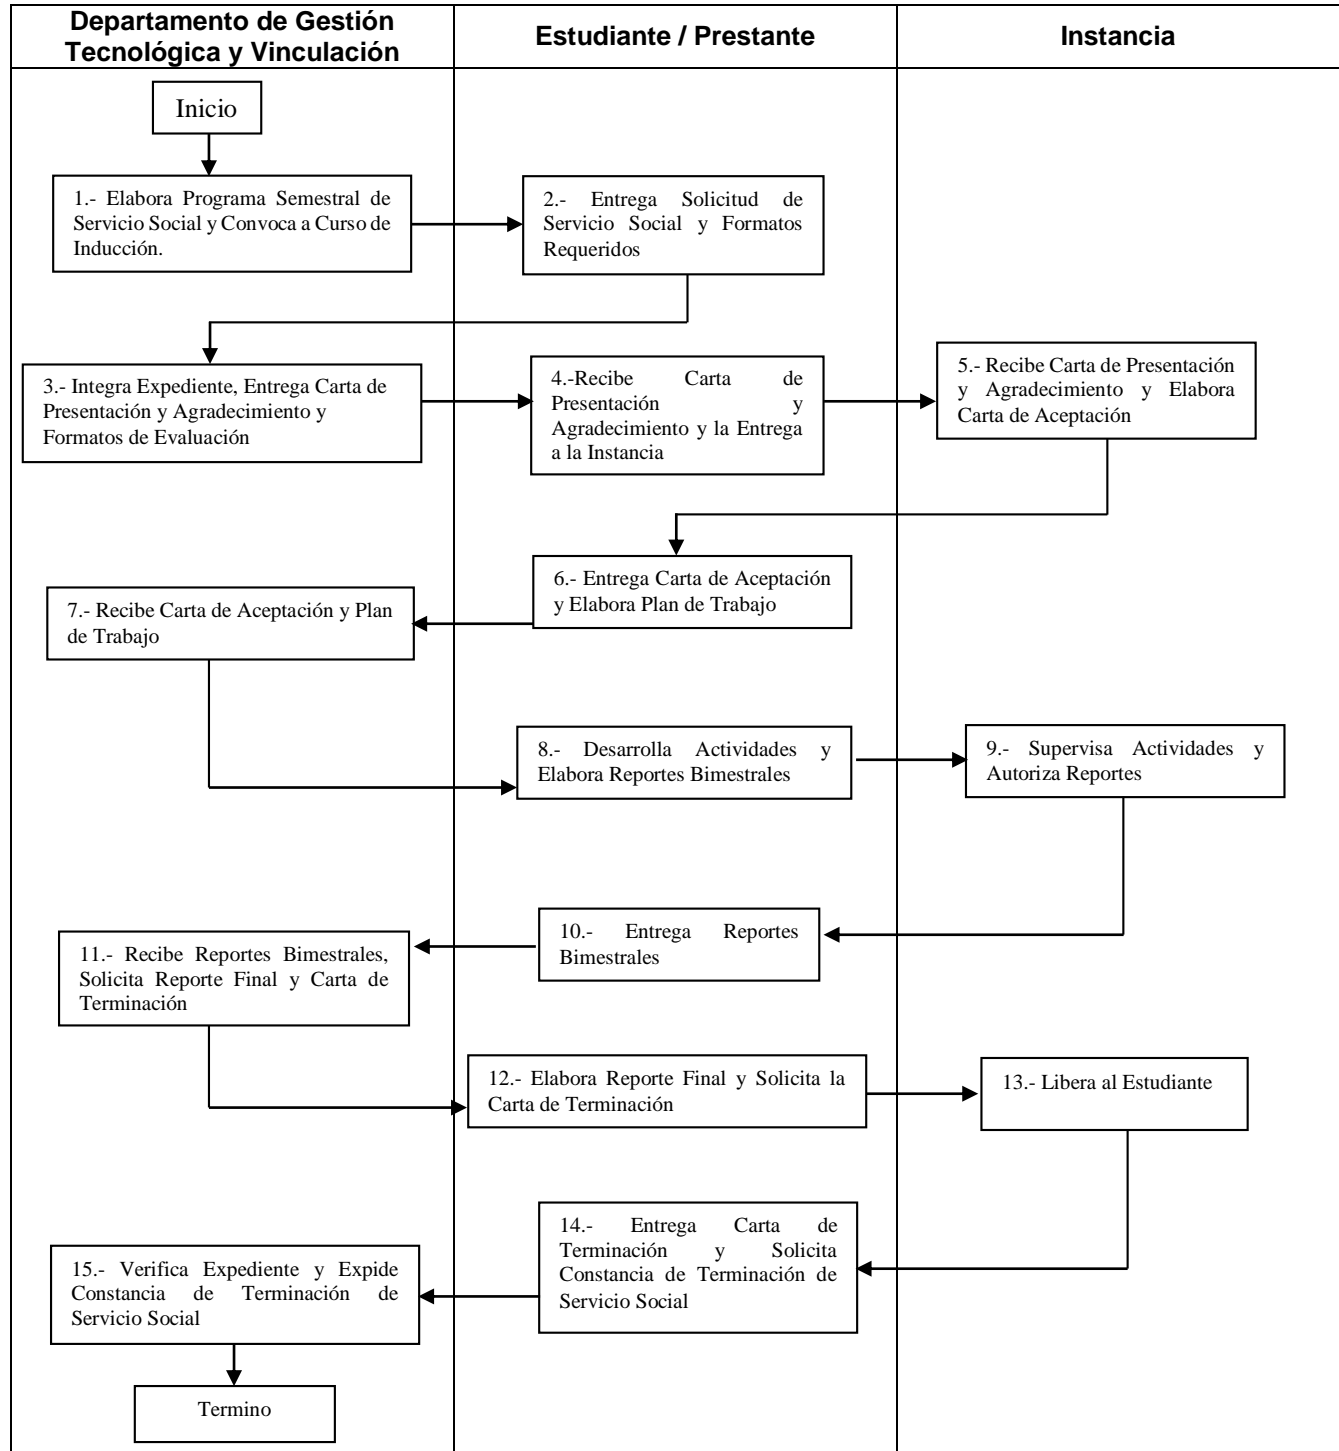 Departamento de Gestión
Tecnológica y Vinculación
Estudiante / Prestante
Instancia
Inicio
1.- Elabora Programa Semestral de
Servicio Social y Convoca a Curso de
Inducción.
2.- Entrega Solicitud de
Servicio Social y Formatos
Requeridos
3.- Integra Expediente, Entrega Carta de
Presentación y Agradecimiento y
Formatos de Evaluación
4.-Recibe Carta de
Presentación y
Agradecimiento y la Entrega
a la Instancia
5.- Recibe Carta de Presentación
y Agradecimiento y Elabora
Carta de Aceptación
6.- Entrega Carta de Aceptación
y Elabora Plan de Trabajo
7.- Recibe Carta de Aceptación y Plan
de Trabajo
8.- Desarrolla Actividades y
Elabora Reportes Bimestrales
9.- Supervisa Actividades y
Autoriza Reportes
10.- Entrega Reportes
Bimestrales
11.- Recibe Reportes Bimestrales,
Solicita Reporte Final y Carta de
Terminación
12.- Elabora Reporte Final y Solicita la
Carta de Terminación
13.- Libera al Estudiante
14.- Entrega Carta de
Terminación y Solicita
Constancia de Terminación de
Servicio Social
15.- Verifica Expediente y Expide
Constancia de Terminación de
Servicio Social
Termino